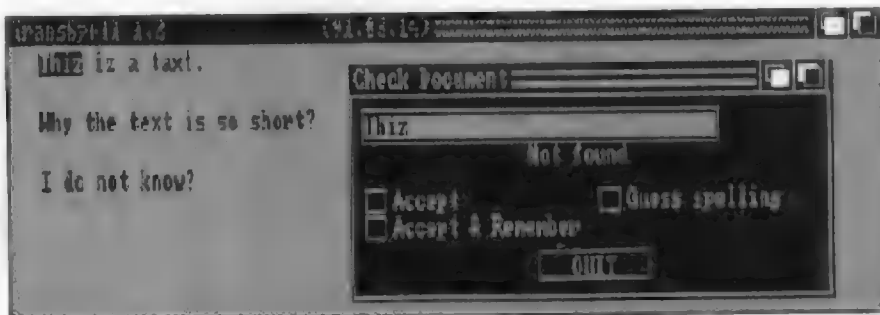 Thiz iz a taxt.
Why the text is so short?
I do not know?
Check Document
Thiz
Not found
Accept
Guess spelling
Accept & Remember
QUIT